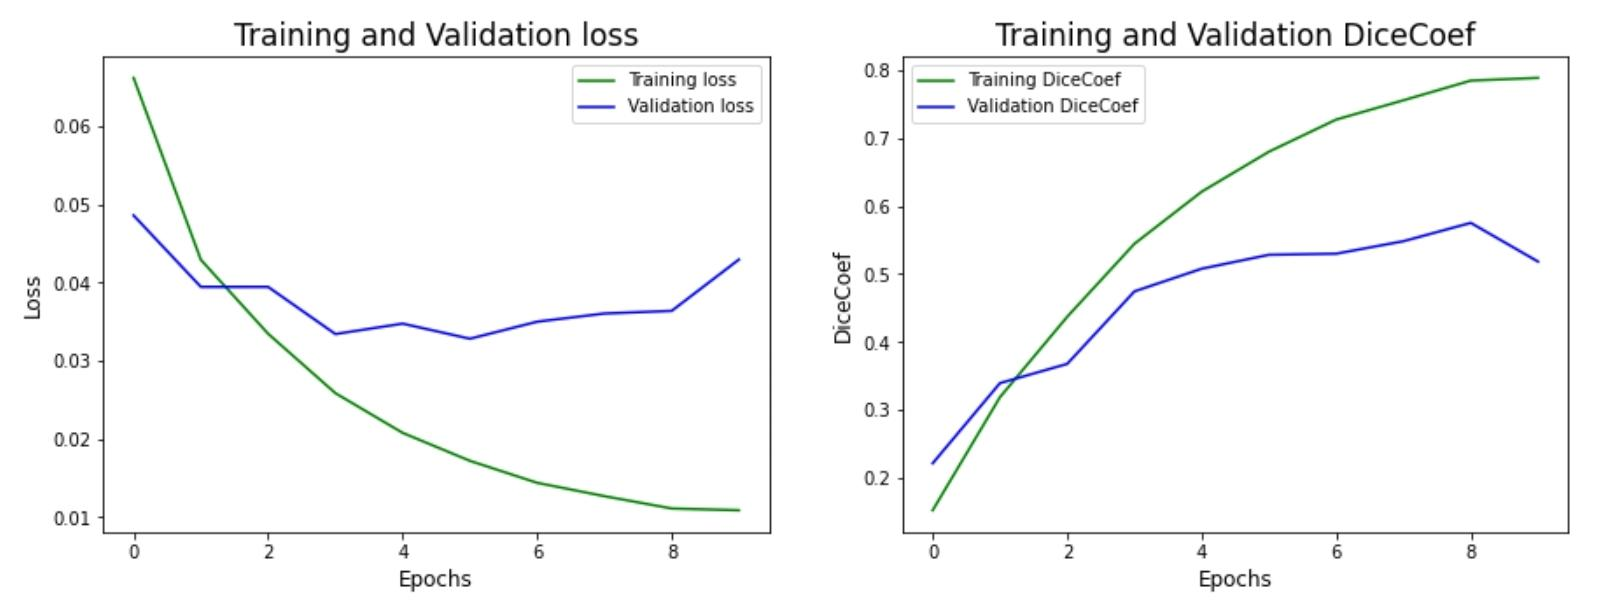 Training and Validation loss
Training loss
Validation loss
0.06
0.05
0.04
0.03
0.02
0.01
Loss
0 2 4 6 8
Epochs
Training and Validation DiceCoef
Training DiceCoef
Validation DiceCoef
0.8
0.7
0.6
0.5
0.4
0.3
0.2
DiceCoef
0 2 4 6 8
Epochs